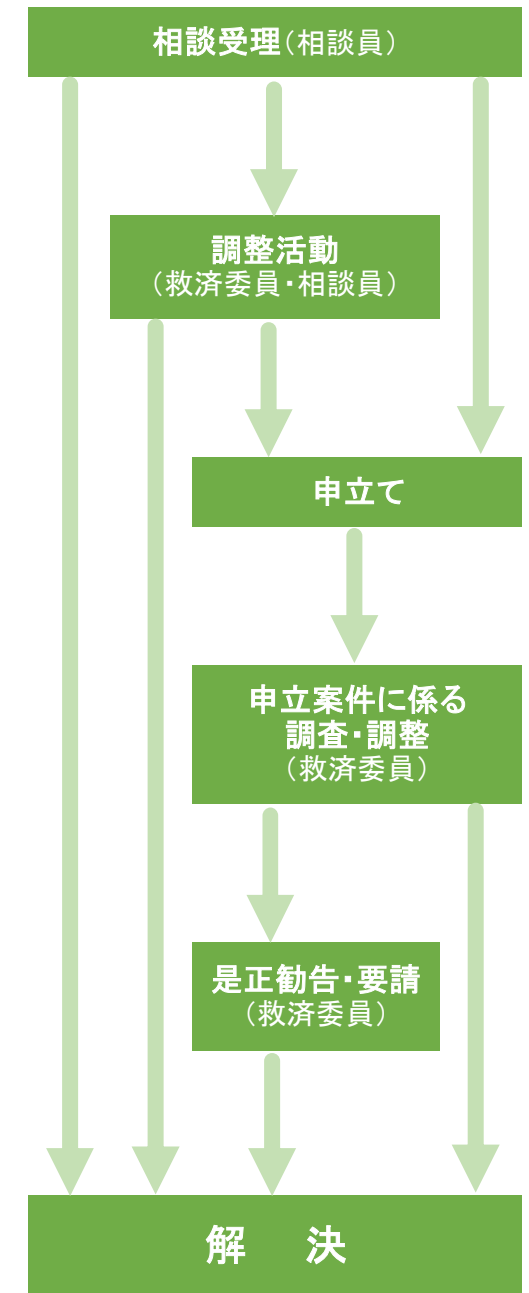 相談受理（相談員）
調整活動
（救済委員・相談員）
申立て
申立案件に係る
調査・調整
（救済委員）
是正勧告・要請
（救済委員）
解　決